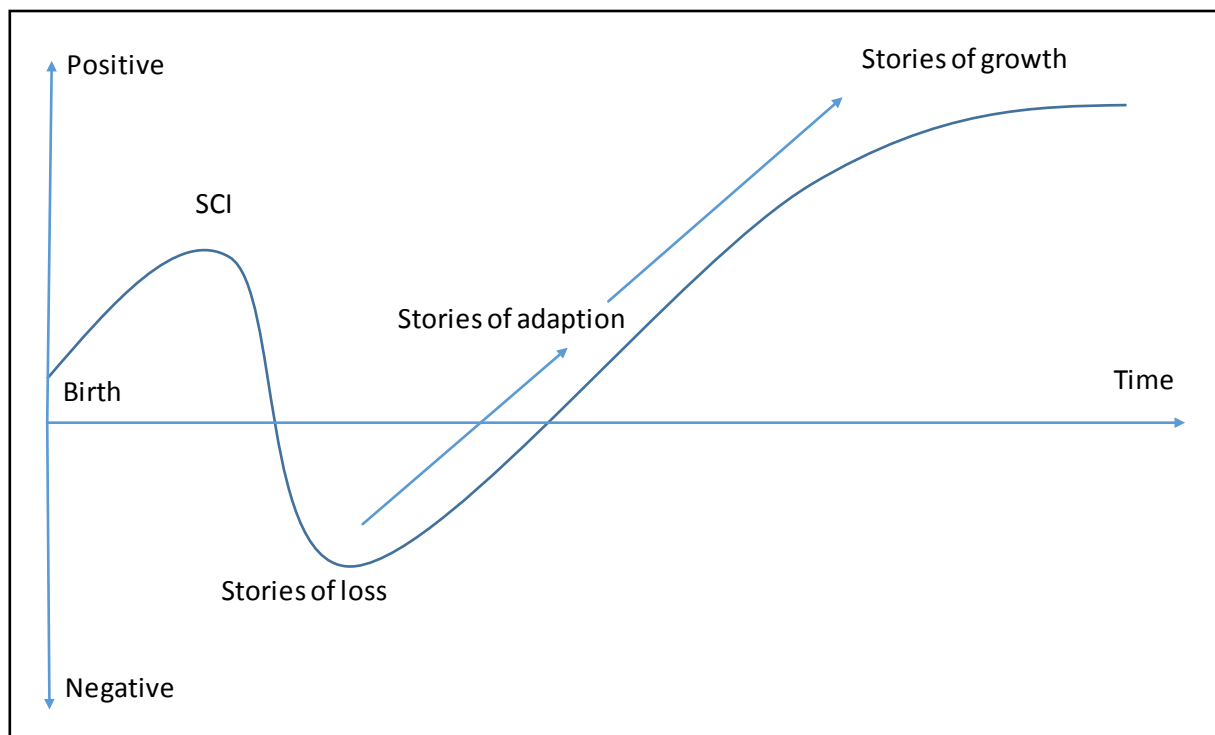 Positive
Stories of growth
SCI
Stories of adaption
Birth
Time
Stories of loss
Negative